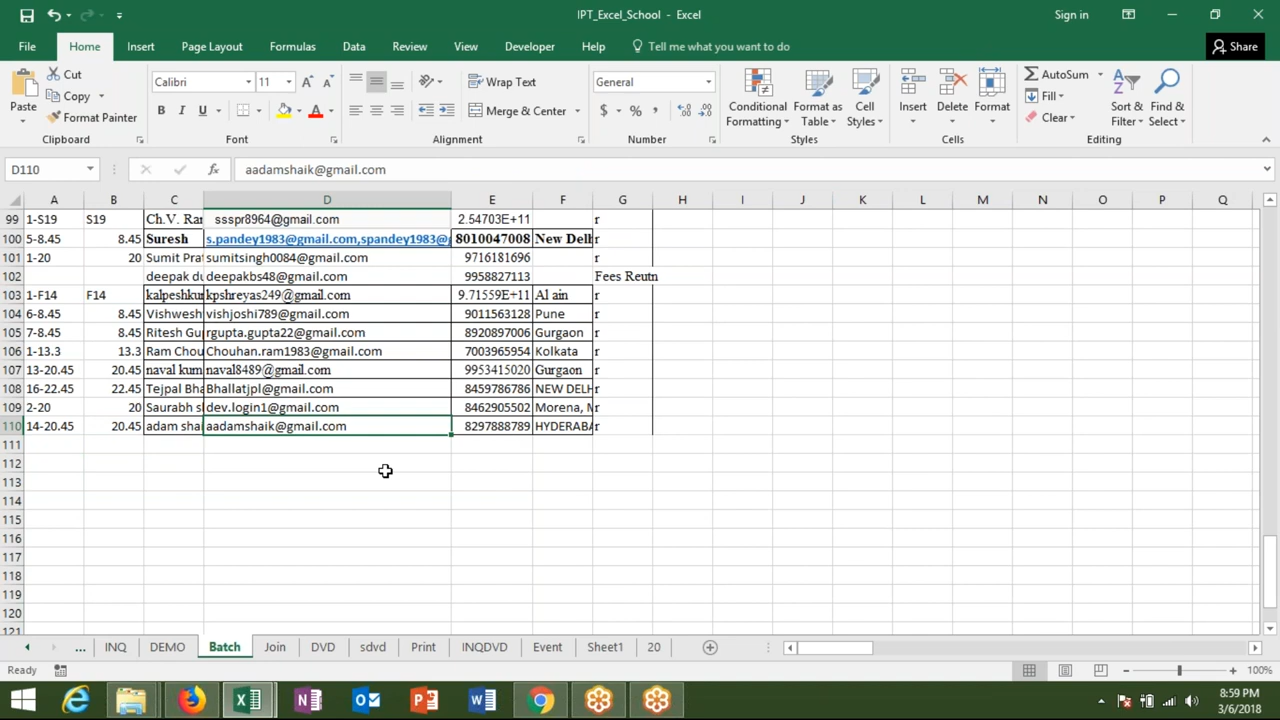 IPT_Excel_School - Excel
Sign in
File Home Insert Page Layout Formulas Data Review View Developer Help Tell me what you want to do Share
Paste Cut Copy Format Painter
Calibri 11 B I U
Wrap Text Merge & Center
General $ % ,
Conditional Formatting Format as Table Cell Styles
Insert Delete Format
AutoSum Fill Clear Sort & Filter Find & Select
Clipboard Font Alignment Number Styles Cells Editing
D110 fx aadamshaik@gmail.com
A B C D E F G H I J K L M N O P Q
99 1-S19 S19 Ch.V. Rar ssspr8964@gmail.com 2.54703E+11 r
100 5-8.45 8.45 Suresh s.pandey1983@gmail.com,spandey1983@g 8010047008 New Delh r
101 1-20 20 Sumit Prat sumitsingh0084@gmail.com 9716181696 r
102 deepak du deepakbs48@gmail.com 9958827113 Fees Reutn
103 1-F14 F14 kalpeshkur kpshreyas249@gmail.com 9.71559E+11 Al ain r
104 6-8.45 8.45 Vishwesh vishjoshi789@gmail.com 9011563128 Pune r
105 7-8.45 8.45 Ritesh Gu rgupta.gupta22@gmail.com 8920897006 Gurgaon r
106 1-13.3 13.3 Ram Chou Chouhan.ram1983@gmail.com 7003965954 Kolkata r
107 13-20.45 20.45 naval kum naval8489@gmail.com 9953415020 Gurgaon r
108 16-22.45 22.45 Tejpal Bha Bhallatjpl@gmail.com 8459786786 NEW DELH r
109 2-20 20 Saurabh s dev.login1@gmail.com 8462905502 Morena, M r
110 14-20.45 20.45 adam shai aadamshaik@gmail.com 8297888789 HYDERABA r
111
112
113
114
115
116
117
118
119
120
121
... INQ DEMO Batch Join DVD sdvd Print INQDVD Event Sheet1 20
Ready 100%
8:59 PM
3/6/2018